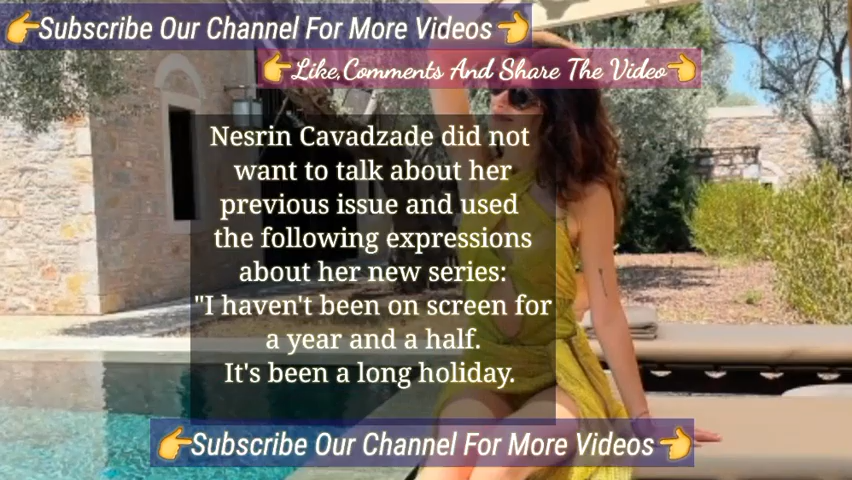 👉Subscribe Our Channel For More Videos👈
👉Like,Comments And Share The Video👈
Nesrin Cavadzade did not
want to talk about her
previous issue and used
the following expressions
about her new series:
"I haven't been on screen for
a year and a half.
It's been a long holiday.
👉Subscribe Our Channel For More Videos👈